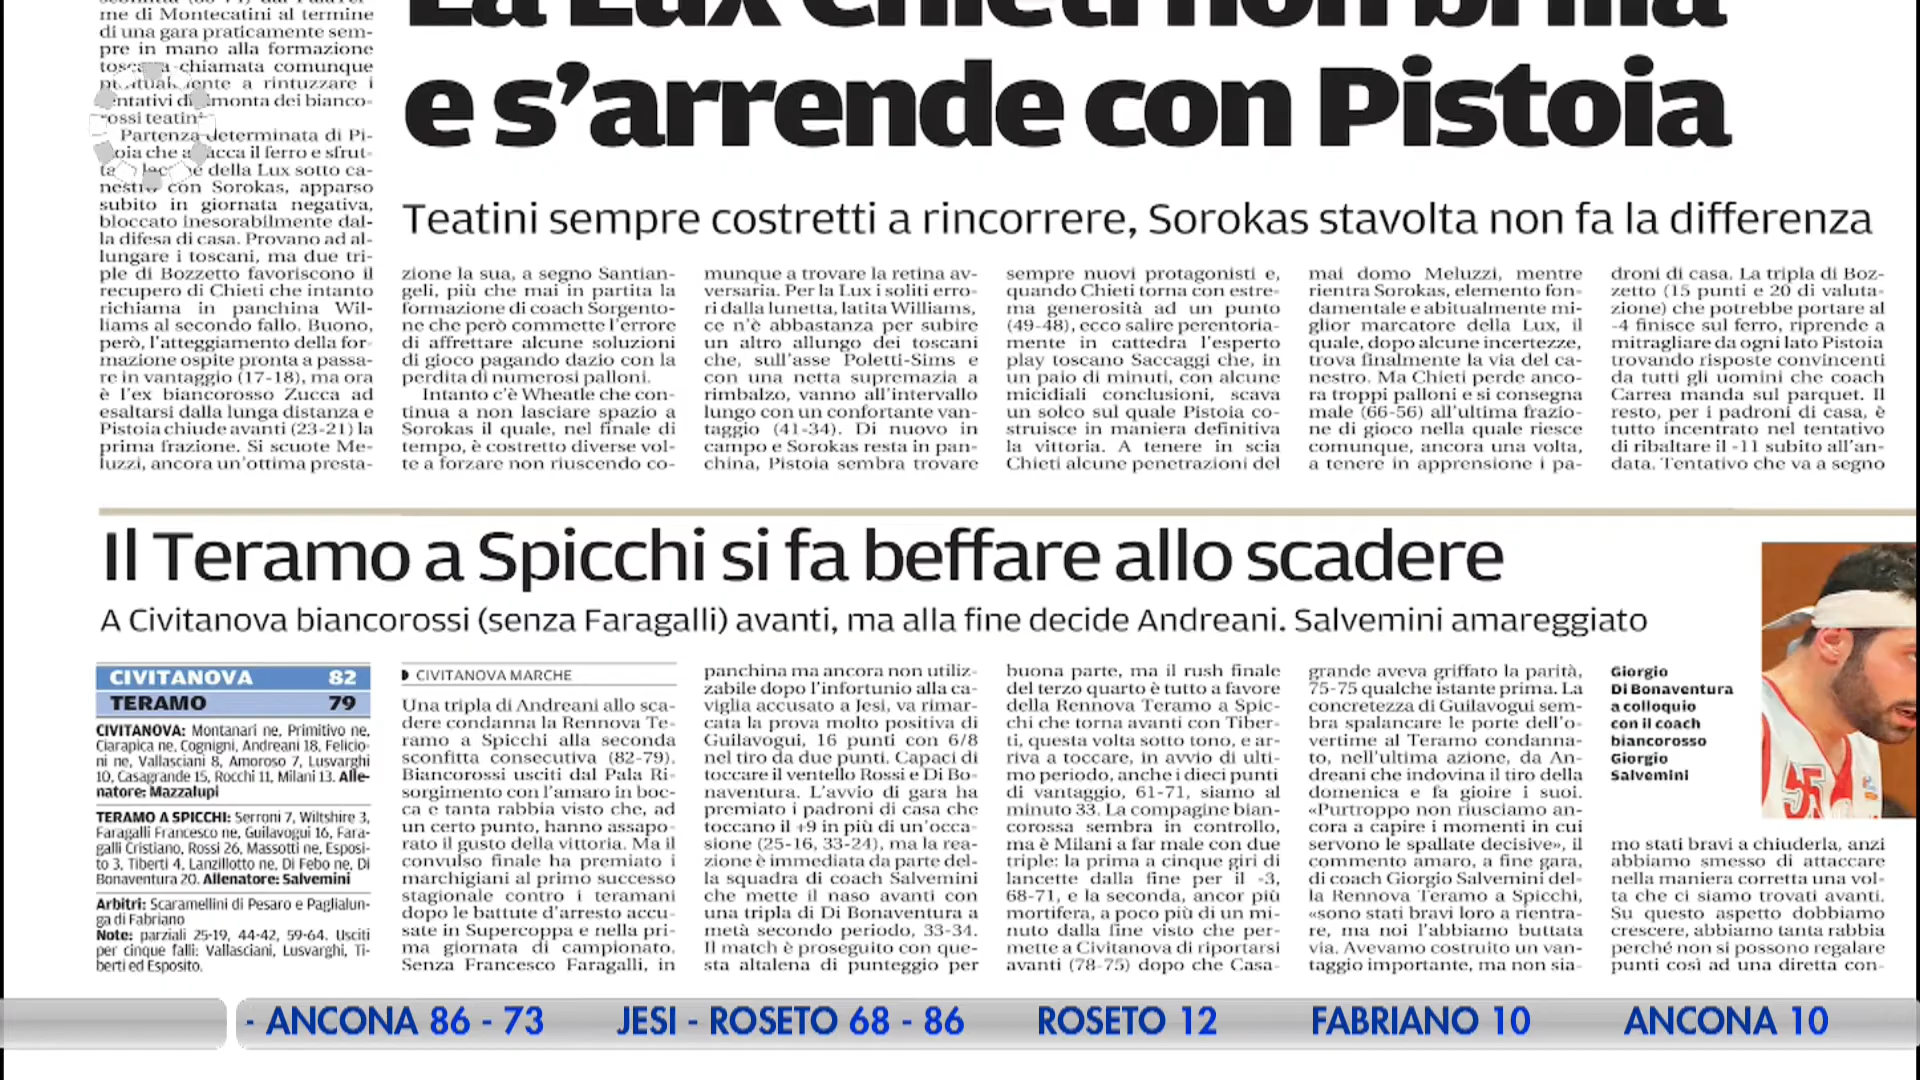 me di Montecatini al termine
di una gara praticamente sem-
pre in mano alla formazione
chiamata comunque
a rintuzzare i
dei bianco-
rossi teatini
Partenza determinata di Pi-
che il ferro e sfrut-
della Lux sotto ca-
nestro con Sorokas, apparso
subito in giornata negativa,
bloccato inesorabilmente dal-
la difesa di casa. Provano ad al-
lungare i toscani, ma due tri-
ple di Bozzetto favoriscono il
recupero di Chieti che intanto
richiama in panchina Wil-
liams al secondo fallo. Buono,
però, l'atteggiamento della for-
mazione ospite pronta a passa-
re in vantaggio (17-18), ma ora
è l'ex biancorosso Zucca ad
esaltarsi dalla lunga distanza e
Pistoia chiude avanti (23-21) la
prima frazione. Si scuote Me-
luzzi, ancora un'ottima presta-
La Lux Chieti non brilla
e s'arrende con Pistoia
Teatini sempre costretti a rincorrere, Sorokas stavolta non fa la differenza
zione la sua, a segno Santian-
geli, più che mai in partita la
formazione di coach Sorgento-
ne che però commette l'errore
di affrettare alcune soluzioni
di gioco pagando dazio con la
perdita di numerosi palloni.
Intanto c'è Wheatle che con-
tinua a non lasciare spazio a
Sorokas il quale, nel finale di
tempo, è costretto diverse vol-
te a forzare non riuscendo co-
munque a trovare la retina av-
versaria. Per la Lux i soliti erro-
ri dalla lunetta, latita Williams,
ce n'è abbastanza per subire
un altro allungo dei toscani
che, sull'asse Poletti-Sims e
con una netta supremazia a
rimbalzo, vanno all'intervallo
lungo con un confortante van-
taggio (41-34). Di nuovo in
campo e Sorokas resta in pan-
china, Pistoia sembra trovare
sempre nuovi protagonisti e,
quando Chieti torna con estre-
ma generosità ad un punto
(49-48), ecco salire perentoria-
mente in cattedra l'esperto
play toscano Saccaggi che, in
un paio di minuti, con alcune
micidiali conclusioni, scava
un solco sul quale Pistoia co-
struisce in maniera definitiva
la vittoria. A tenere in scia
Chieti alcune penetrazioni del
mai domo Meluzzi, mentre
rientra Sorokas, elemento fon-
damentale e abitualmente mi-
glior marcatore della Lux, il
quale, dopo alcune incertezze,
trova finalmente la via del ca-
nestro. Ma Chieti perde anco-
ra troppi palloni e si consegna
male (66-56) all'ultima frazio-
ne di gioco nella quale riesce
comunque, ancora una volta,
a tenere in apprensione i pa-
droni di casa. La tripla di Boz-
zetto (15 punti e 20 di valuta-
zione) che potrebbe portare al
-4 finisce sul ferro, riprende a
mitragliare da ogni lato Pistoia
trovando risposte convincenti
da tutti gli uomini che coach
Carrea manda sul parquet. Il
resto, per i padroni di casa, è
tutto incentrato nel tentativo
di ribaltare il -11 subito all'an-
data. Tentativo che va a segno
Il Teramo a Spicchi si fa beffare allo scadere
A Civitanova biancorossi (senza Faragalli) avanti, ma alla fine decide Andreani. Salvemini amareggiato
CIVITANOVA 82
TERAMO 79
CIVITANOVA: Montanari ne, Primitivo ne,
Ciarapica ne, Cognigni, Andreani 18, Felicio-
ni ne, Vallasciani 8, Amoroso 7, Lusvarghi
10, Casagrande 15, Rocchi 11, Milani 13. Alle-
natore: Mazzalupi
TERAMO A SPICCHI: Serroni 7, Wiltshire 3,
Faragalli Francesco ne, Guilavogui 16, Fara-
galli Cristiano, Rossi 26, Massotti ne, Esposi-
to 3, Tiberti 4, Lanzillotto ne, Di Febo ne, Di
Bonaventura 20. Allenatore: Salvemini
Arbitri: Scaramellini di Pesaro e Paglialun-
ga di Fabriano
Note: parziali 25-19, 44-42, 59-64. Usciti
per cinque falli: Vallasciani, Lusvarghi, Ti-
berti ed Esposito.
CIVITANOVA MARCHE
Una tripla di Andreani allo sca-
dere condanna la Rennova Te-
ramo a Spicchi alla seconda
sconfitta consecutiva (82-79).
Biancorossi usciti dal Pala Ri-
sorgimento con l'amaro in boc-
ca e tanta rabbia visto che, ad
un certo punto, hanno assapo-
rato il gusto della vittoria. Ma il
convulso finale ha premiato i
marchigiani al primo successo
stagionale contro i teramani
dopo le battute d'arresto accu-
sate in Supercoppa e nella pri-
ma giornata di campionato.
Senza Francesco Faragalli, in
panchina ma ancora non utiliz-
zabile dopo l'infortunio alla ca-
viglia accusato a Jesi, va rimar-
cata la prova molto positiva di
Guilavogui, 16 punti con 6/8
nel tiro da due punti. Capaci di
toccare il ventello Rossi e Di Bo-
naventura. L'avvio di gara ha
premiato i padroni di casa che
toccano il +9 in più di un'occa-
sione (25-16, 33-24), ma la rea-
zione è immediata da parte del-
la squadra di coach Salvemini
che mette il naso avanti con
una tripla di Di Bonaventura a
metà secondo periodo, 33-34.
Il match è proseguito con que-
sta altalena di punteggio per
buona parte, ma il rush finale
del terzo quarto è tutto a favore
della Rennova Teramo a Spic-
chi che torna avanti con Tiber-
ti, questa volta sotto tono, e ar-
riva a toccare, in avvio di ulti-
mo periodo, anche i dieci punti
di vantaggio, 61-71, siamo al
minuto 33. La compagine bian-
corossa sembra in controllo,
ma è Milani a far male con due
triple: la prima a cinque giri di
lancette dalla fine per il -3,
68-71, e la seconda, ancor più
mortifera, a poco più di un mi-
nuto dalla fine visto che per-
mette a Civitanova di riportarsi
avanti (78-75) dopo che Casa-
grande aveva griffato la parità,
75-75 qualche istante prima. La
concretezza di Guilavogui sem-
bra spalancare le porte dell'o-
vertime al Teramo condanna-
to, nell'ultima azione, da An-
dreani che indovina il tiro della
domenica e fa gioire i suoi.
«Purtroppo non riusciamo an-
cora a capire i momenti in cui
servono le spallate decisive», il
commento amaro, a fine gara,
di coach Giorgio Salvemini del-
la Rennova Teramo a Spicchi,
«sono stati bravi loro a rientra-
re, ma noi l'abbiamo buttata
via. Avevamo costruito un van-
taggio importante, ma non sia-
Giorgio
Di Bonaventura
a colloquio
con il coach
biancorosso
Giorgio
Salvemini
mo stati bravi a chiuderla, anzi
abbiamo smesso di attaccare
nella maniera corretta una vol-
ta che ci siamo trovati avanti.
Su questo aspetto dobbiamo
crescere, abbiamo tanta rabbia
perché non si possono regalare
punti così ad una diretta con-
55
- ANCONA 86 - 73 JESI - ROSETO 68 - 86 ROSETO 12 FABRIANO 10 ANCONA 10